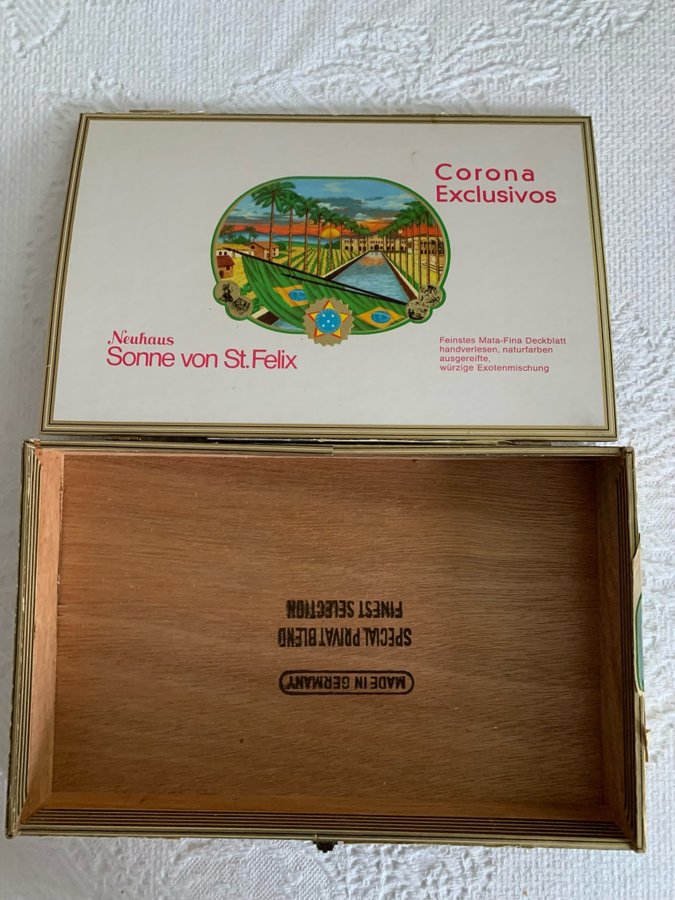 Corona
Exclusivos
Neuhaus
Sonne von St. Felix
Feinstes Mata-Fina Deckblatt
handverlesen, naturfarben
ausgereifte,
würzige Exotenmischung
MADE IN GERMANY
SPECIAL PRIVAT BLEND
FINEST SELECTION